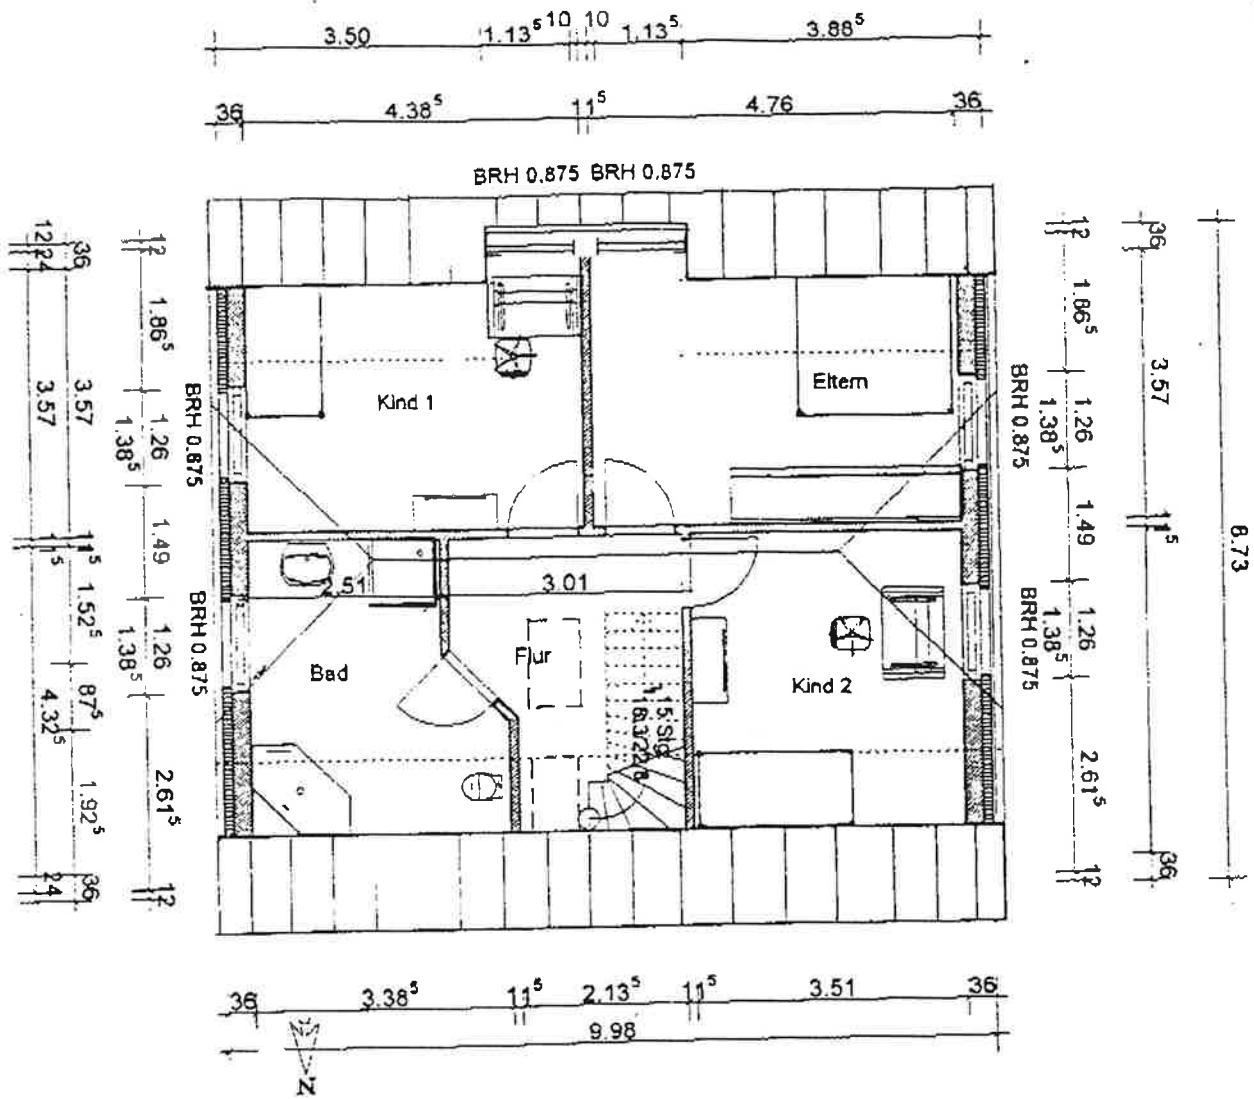 3.50 1.13⁵ 10 10 1.13⁵ 3.88⁵
36 4.38⁵ 11⁵ 4.76 36
BRH 0.875 BRH 0.875
12 24 3.57 11⁵ 4.32⁵ 24
36 3.57 11⁵ 1.52⁵ 87⁵ 1.92⁵ 36
12 1.86⁵ 1.26 1.49 1.26 2.61⁵ 12
1.38⁵ 1.38⁵
BRH 0.875 BRH 0.875
Kind 1
Eltern
2.51 3.01
Bad
Flur
15 Stg
18.3/22
Kind 2
BRH 0.875 BRH 0.875
1.38⁵ 1.38⁵
12 1.86⁵ 1.26 1.49 1.26 2.61⁵ 12
36 3.57 11⁵ 36
8.73
36 3.38⁵ 11⁵ 2.13⁵ 11⁵ 3.51 36
9.98
N